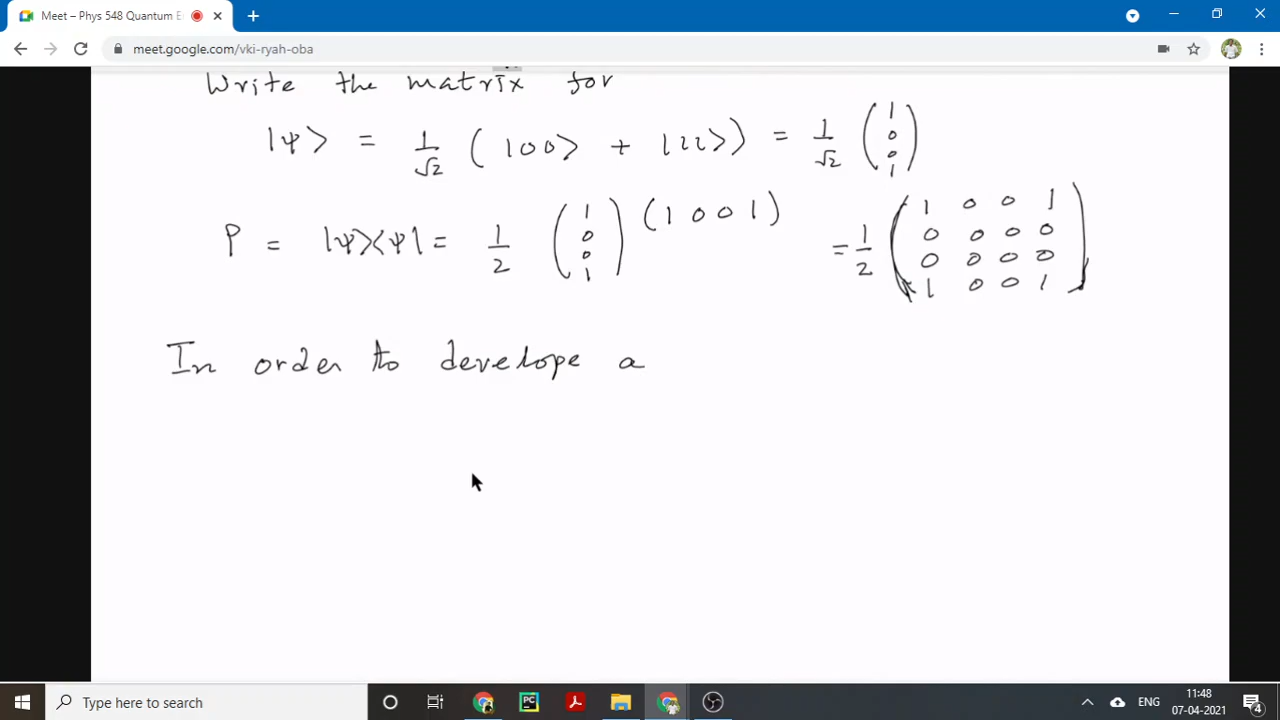 Meet – Phys 548 Quantum E
meet.google.com/vki-ryah-oba
Write the matrix for
|ψ> = 1/√2 (|00> + |11>) = 1/√2 (1 0 0 1)
P = |ψ><ψ| = 1/2 (1 0 0 1) (1 0 0 1) = 1/2 (1 0 0 1
0 0 0 0
0 0 0 0
1 0 0 1)
In order to develope a
Type here to search
ENG
11:48
07-04-2021
4